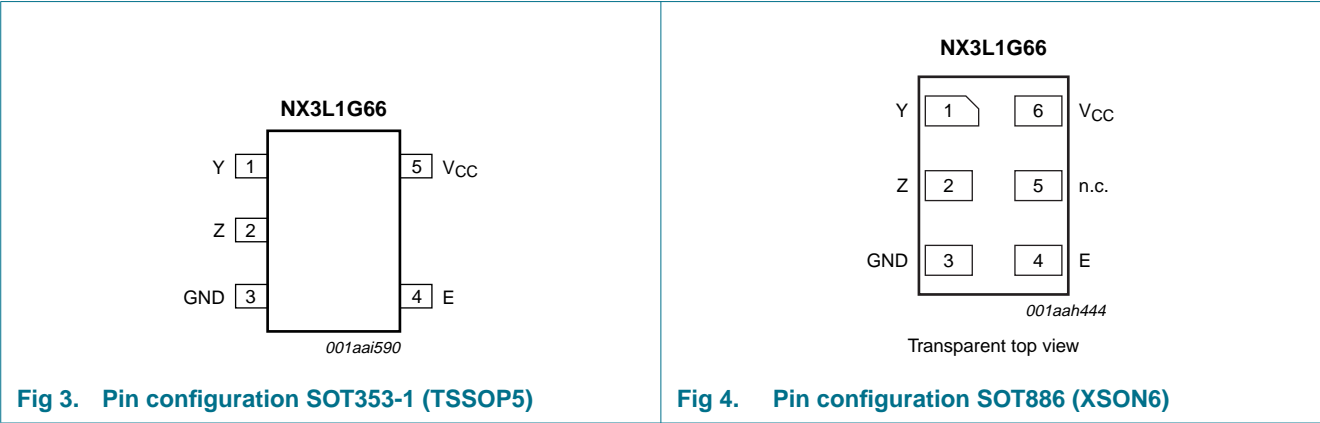 NX3L1G66
Y 1 5 VCC
Z 2
GND 3 4 E
001aai590
Fig 3. Pin configuration SOT353-1 (TSSOP5)
NX3L1G66
Y 1 6 VCC
Z 2 5 n.c.
GND 3 4 E
001aah444
Transparent top view
Fig 4. Pin configuration SOT886 (XSON6)